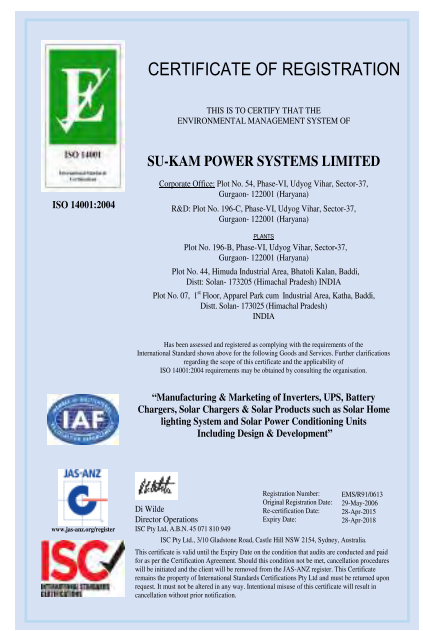 CERTIFICATE OF REGISTRATION
THIS IS TO CERTIFY THAT THE
ENVIRONMENTAL MANAGEMENT SYSTEM OF
ISO 14001
International Standards
Certifications
ISO 14001:2004
SU-KAM POWER SYSTEMS LIMITED
Corporate Office: Plot No. 54, Phase-VI, Udyog Vihar, Sector-37,
Gurgaon- 122001 (Haryana)
R&D: Plot No. 196-C, Phase-VI, Udyog Vihar, Sector-37,
Gurgaon- 122001 (Haryana)
PLANTS
Plot No. 196-B, Phase-VI, Udyog Vihar, Sector-37,
Gurgaon- 122001 (Haryana)
Plot No. 44, Himuda Industrial Area, Bhatoli Kalan, Baddi,
Distt: Solan- 173205 (Himachal Pradesh) INDIA
Plot No. 07, 1st Floor, Apparel Park cum Industrial Area, Katha, Baddi,
Distt. Solan- 173025 (Himachal Pradesh)
INDIA
Has been assessed and registered as complying with the requirements of the
International Standard shown above for the following Goods and Services. Further clarifications
regarding the scope of this certificate and the applicability of
ISO 14001:2004 requirements may be obtained by consulting the organisation.
“Manufacturing & Marketing of Inverters, UPS, Battery
Chargers, Solar Chargers & Solar Products such as Solar Home
lighting System and Solar Power Conditioning Units
Including Design & Development”
IAF
JAS-ANZ
www.jas-anz.org/register
Di Wilde
Director Operations
ISC Pty Ltd, A.B.N. 45 071 810 949
Registration Number: EMS/R91/0613
Original Registration Date: 29-May-2006
Re-certification Date: 28-Apr-2015
Expiry Date: 28-Apr-2018
ISC Pty Ltd., 3/10 Gladstone Road, Castle Hill NSW 2154, Sydney, Australia.
ISC
INTERNATIONAL STANDARDS
CERTIFICATIONS
This certificate is valid until the Expiry Date on the condition that audits are conducted and paid
for as per the Certification Agreement. Should this condition not be met, cancellation procedures
will be initiated and the client will be removed from the JAS-ANZ register. This Certificate
remains the property of International Standards Certifications Pty Ltd and must be returned upon
request. It must not be altered in any way. Intentional misuse of this certificate will result in
cancellation without prior notification.